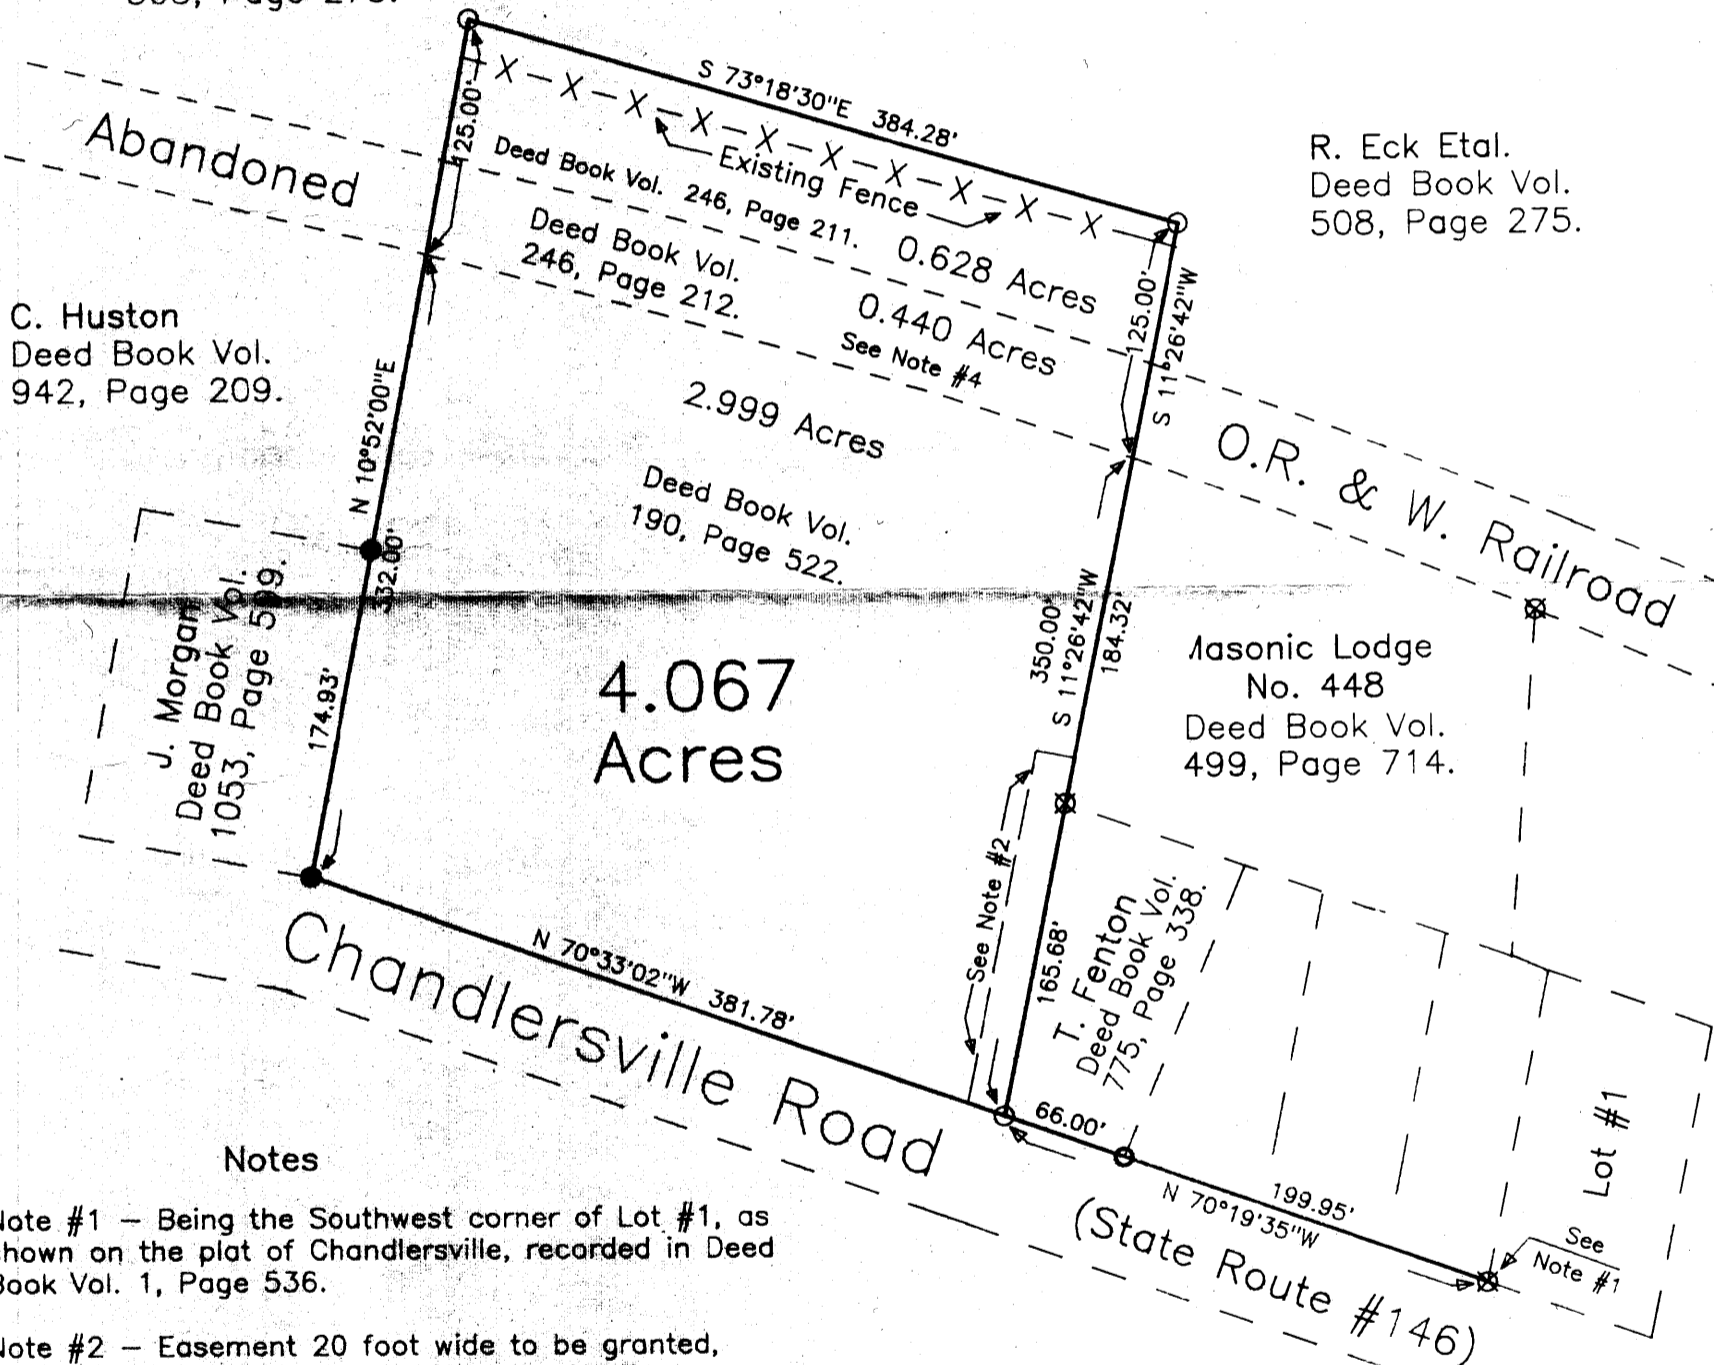 508, Page 275.
S 73°18'30"E 384.28'
X — X — X — X — X — X — X — X — X — X
125.00'
Abandoned
Existing Fence
Deed Book Vol. 246, Page 211.
0.628 Acres
R. Eck Etal.
Deed Book Vol.
508, Page 275.
Deed Book Vol.
246, Page 212.
0.440 Acres
See Note #4
125.00'
S 11°26'42"W
C. Huston
Deed Book Vol.
942, Page 209.
N 10°52'00"E
332.00'
2.999 Acres
Deed Book Vol.
190, Page 522.
O.R. & W. Railroad
J. Morgan
Deed Book Vol.
1053, Page 599.
174.93'
4.067
Acres
350.00'
S 11°26'42"W
184.32'
Masonic Lodge
No. 448
Deed Book Vol.
499, Page 714.
See Note #2
165.68'
T. Fenton
Deed Book Vol.
775, Page 338.
N 70°33'02"W 381.78'
Chandlersville Road
66.00'
199.95'
N 70°19'35"W
(State Route #146)
Lot #1
See
Note #1
Notes
Note #1 — Being the Southwest corner of Lot #1, as
shown on the plat of Chandlersville, recorded in Deed
Book Vol. 1, Page 536.
Note #2 — Easement 20 foot wide to be granted,